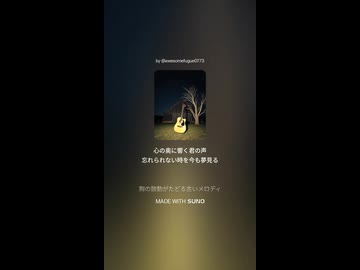 by @awesomefugue0773
心の奥に響く君の声
忘れられない時を今も夢見る
胸の鼓動がたどる古いメロディ
MADE WITH SUNO